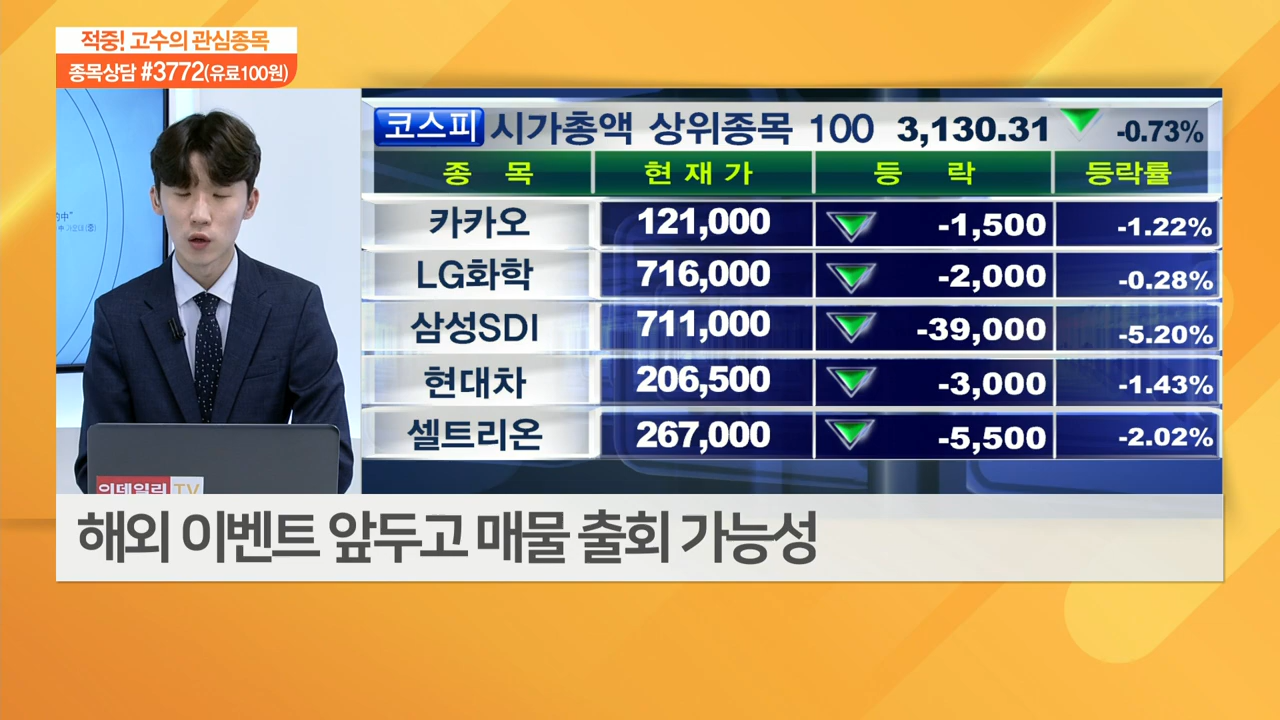 적중! 고수의 관심종목
종목상담 #3772(유료100원)
코스피 시가총액 상위종목 100 3,130.31 -0.73%
종 목 현재가 등 락 등락률
카카오 121,000 -1,500 -1.22%
LG화학 716,000 -2,000 -0.28%
삼성SDI 711,000 -39,000 -5.20%
현대차 206,500 -3,000 -1.43%
셀트리온 267,000 -5,500 -2.02%
이데일리 TV
해외 이벤트 앞두고 매물 출회 가능성